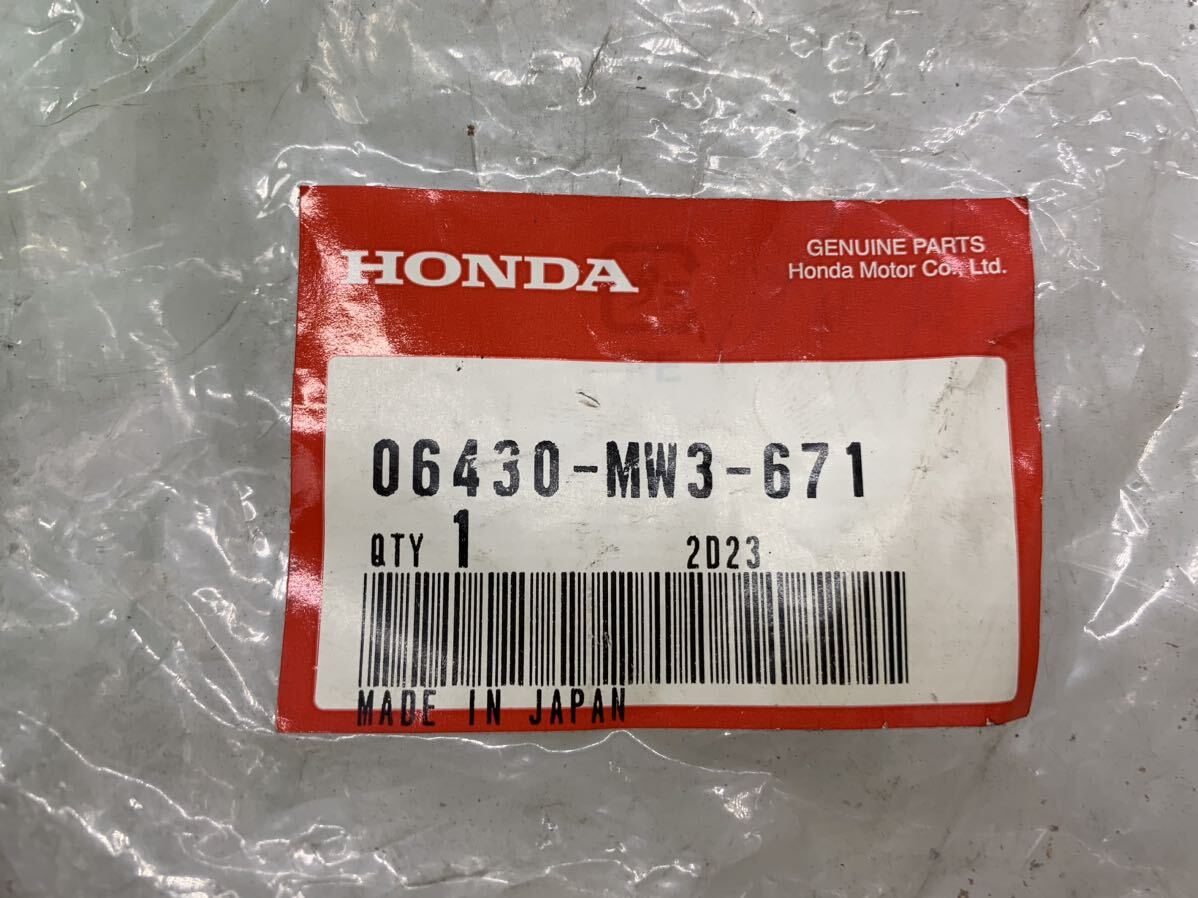 HONDA
GENUINE PARTS
Honda Motor Co., Ltd.
06430-MW3-671
QTY 1 2D23
MADE IN JAPAN